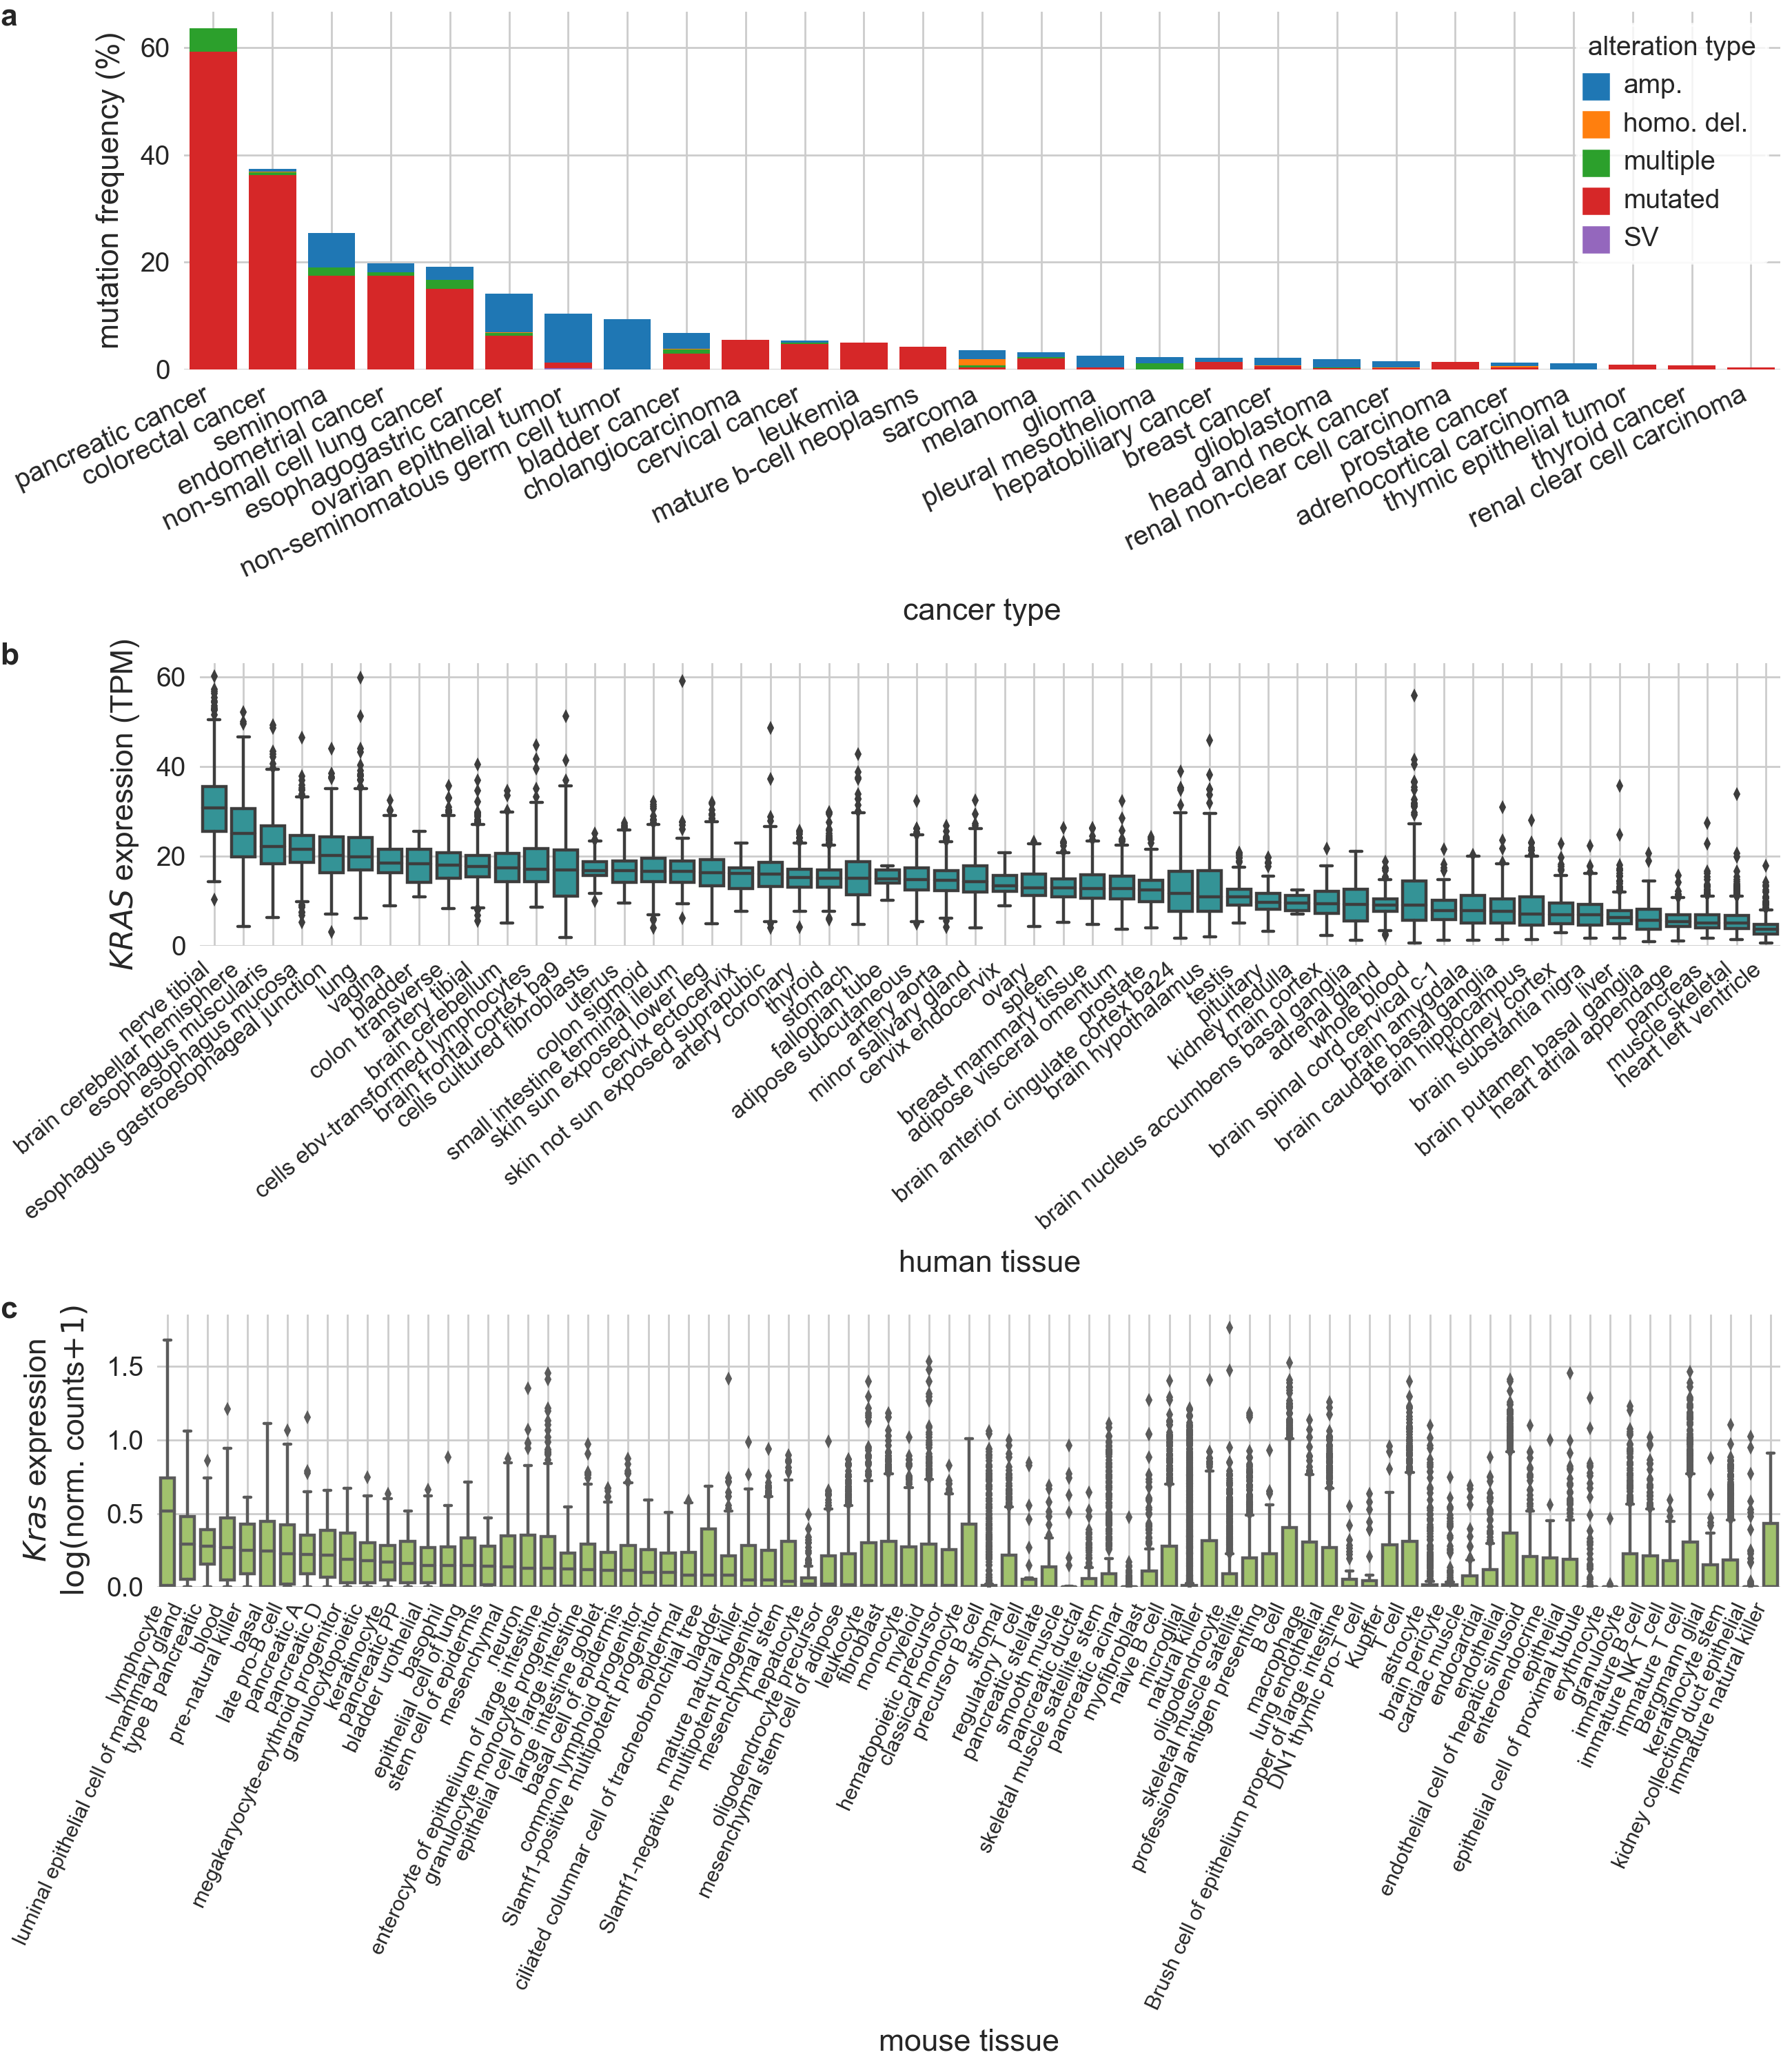 a
mutation frequency (%)
60
40
20
0
alteration type
amp.
homo. del.
multiple
mutated
SV
pancreatic cancer
colorectal cancer
seminoma
endometrial cancer
non-small cell lung cancer
esophagogastric cancer
ovarian epithelial tumor
non-seminomatous germ cell tumor
bladder cancer
cholangiocarcinoma
cervical cancer
leukemia
mature b-cell neoplasms
sarcoma
melanoma
glioma
pleural mesothelioma
hepatobiliary cancer
breast cancer
glioblastoma
head and neck cancer
renal non-clear cell carcinoma
prostate cancer
adrenocortical carcinoma
thymic epithelial tumor
thyroid cancer
renal clear cell carcinoma
cancer type
b
KRAS expression (TPM)
60
40
20
0
nerve tibial
brain cerebellar hemisphere
esophagus muscularis
esophagus mucosa
esophagus gastroesophageal junction
lung
vagina
bladder
colon transverse
artery tibial
brain cerebellum
cells ebv-transformed lymphocytes
brain frontal cortex ba9
cells cultured fibroblasts
uterus
colon sigmoid
small intestine terminal ileum
skin sun exposed lower leg
cervix ectocervix
skin not sun exposed suprapubic
artery coronary
thyroid
stomach
fallopian tube
adipose subcutaneous
artery aorta
minor salivary gland
cervix endocervix
ovary
spleen
breast mammary tissue
adipose visceral omentum
prostate
brain anterior cingulate cortex ba24
brain hypothalamus
testis
pituitary
kidney medulla
brain cortex
brain nucleus accumbens basal ganglia
adrenal gland
whole blood
brain spinal cord cervical c-1
brain amygdala
brain caudate basal ganglia
brain hippocampus
kidney cortex
brain substantia nigra
liver
brain putamen basal ganglia
heart atrial appendage
pancreas
muscle skeletal
heart left ventricle
human tissue
c
Kras expression
log(norm. counts+1)
1.5
1.0
0.5
0.0
lymphocyte
luminal epithelial cell of mammary gland
type B pancreatic
blood
pre-natural killer
basal
late pro-B cell
pancreatic A
pancreatic D
megakaryocyte-erythroid progenitor
granulocytopoietic
keratinocyte
pancreatic PP
bladder urothelial
basophil
epithelial cell of lung
stem cell of epidermis
mesenchymal
neuron
enterocyte of epithelium of large intestine
granulocyte monocyte progenitor
epithelial cell of large intestine
large intestine goblet
basal cell of epidermis
common lymphoid progenitor
Slamf1-positive multipotent progenitor
epidermal
ciliated columnar cell of tracheobronchial tree
bladder
mature natural killer
Slamf1-negative multipotent progenitor
mesenchymal stem
hepatocyte
oligodendrocyte precursor
mesenchymal stem cell of adipose
leukocyte
fibroblast
monocyte
myeloid
hematopoietic precursor
classical monocyte
precursor B cell
stromal
regulatory T cell
pancreatic stellate
smooth muscle
pancreatic ductal
skeletal muscle satellite stem
pancreatic acinar
myofibroblast
naive B cell
microglial
natural killer
oligodendrocyte
skeletal muscle satellite
professional antigen presenting
B cell
macrophage
lung endothelial
Brush cell of epithelium proper of large intestine
DN1 thymic pro-T cell
Kupffer
T cell
astrocyte
brain pericyte
cardiac muscle
endocardial
endothelial
endothelial cell of hepatic sinusoid
enteroendocrine
epithelial
epithelial cell of proximal tubule
erythrocyte
granulocyte
immature B cell
immature NK T cell
immature T cell
Bergmann glial
keratinocyte stem
kidney collecting duct epithelial
immature natural killer
mouse tissue